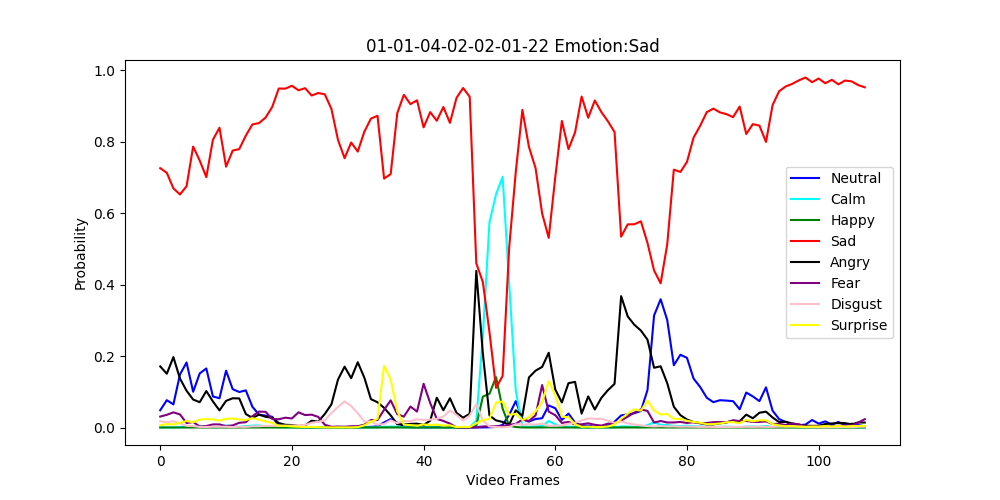 01-01-04-02-02-01-22 Emotion:Sad
1.0
0.8
0.6
0.4
0.2
0.0
Probability
0
20
40
60
80
100
Video Frames
Neutral
Calm
Happy
Sad
Angry
Fear
Disgust
Surprise